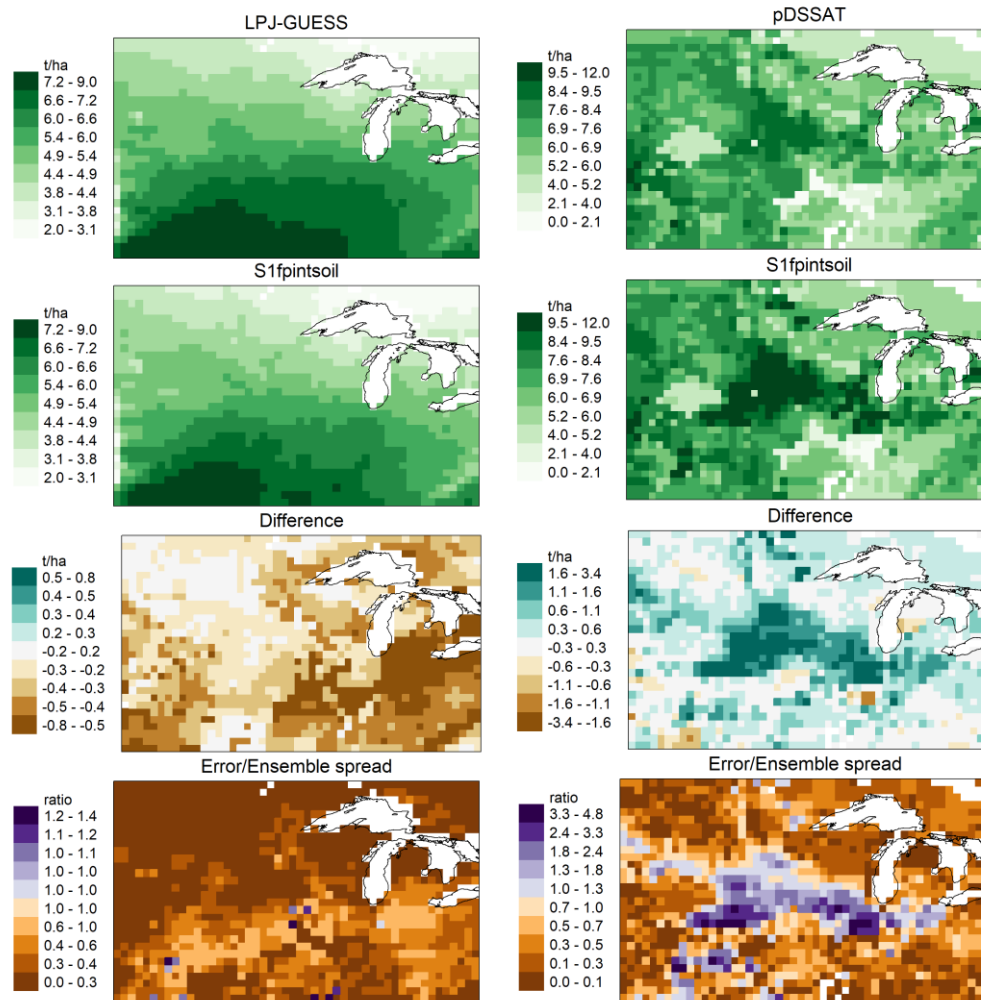 LPJ-GUESS
t/ha
7.2 - 9.0
6.6 - 7.2
6.0 - 6.6
5.4 - 6.0
4.9 - 5.4
4.4 - 4.9
3.8 - 4.4
3.1 - 3.8
2.0 - 3.1
pDSSAT
t/ha
9.5 - 12.0
8.4 - 9.5
7.6 - 8.4
6.9 - 7.6
6.0 - 6.9
5.2 - 6.0
4.0 - 5.2
2.1 - 4.0
0.0 - 2.1
S1fpintsoil
t/ha
7.2 - 9.0
6.6 - 7.2
6.0 - 6.6
5.4 - 6.0
4.9 - 5.4
4.4 - 4.9
3.8 - 4.4
3.1 - 3.8
2.0 - 3.1
S1fpintsoil
t/ha
9.5 - 12.0
8.4 - 9.5
7.6 - 8.4
6.9 - 7.6
6.0 - 6.9
5.2 - 6.0
4.0 - 5.2
2.1 - 4.0
0.0 - 2.1
Difference
t/ha
0.5 - 0.8
0.4 - 0.5
0.3 - 0.4
0.2 - 0.3
-0.2 - 0.2
-0.3 - -0.2
-0.4 - -0.3
-0.5 - -0.4
-0.8 - -0.5
Difference
t/ha
1.6 - 3.4
1.1 - 1.6
0.6 - 1.1
0.3 - 0.6
-0.3 - 0.3
-0.6 - -0.3
-1.1 - -0.6
-1.6 - -1.1
-3.4 - -1.6
Error/Ensemble spread
ratio
1.2 - 1.4
1.1 - 1.2
1.0 - 1.1
1.0 - 1.0
1.0 - 1.0
1.0 - 1.0
0.6 - 1.0
0.4 - 0.6
0.3 - 0.4
0.0 - 0.3
Error/Ensemble spread
ratio
3.3 - 4.8
2.4 - 3.3
1.8 - 2.4
1.3 - 1.8
1.0 - 1.3
0.7 - 1.0
0.5 - 0.7
0.3 - 0.5
0.1 - 0.3
0.0 - 0.1